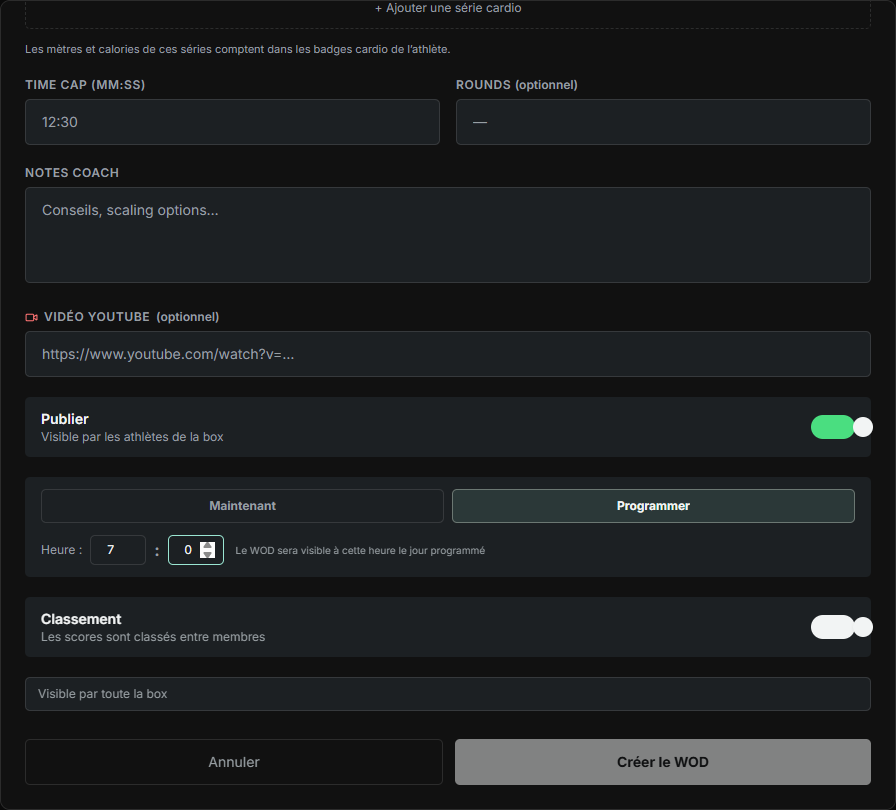 + Ajouter une série cardio
Les mètres et calories de ces séries comptent dans les badges cardio de l'athlète.
TIME CAP (MM:SS)
ROUNDS (optionnel)
12:30
—
NOTES COACH
Conseils, scaling options...
VIDÉO YOUTUBE (optionnel)
https://www.youtube.com/watch?v=...
Publier
Visible par les athlètes de la box
Maintenant
Programmer
Heure : 7 : 0 Le WOD sera visible à cette heure le jour programmé
Classement
Les scores sont classés entre membres
Visible par toute la box
Annuler
Créer le WOD